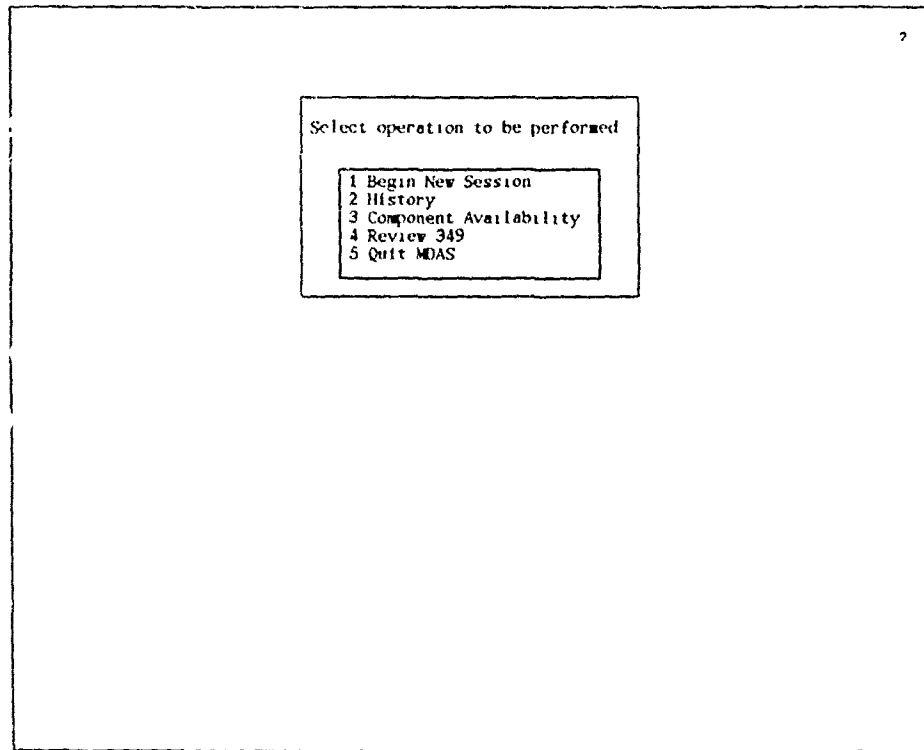 ?
Select operation to be performed
1 Begin New Session
2 History
3 Component Availability
4 Review 349
5 Quit MDAS